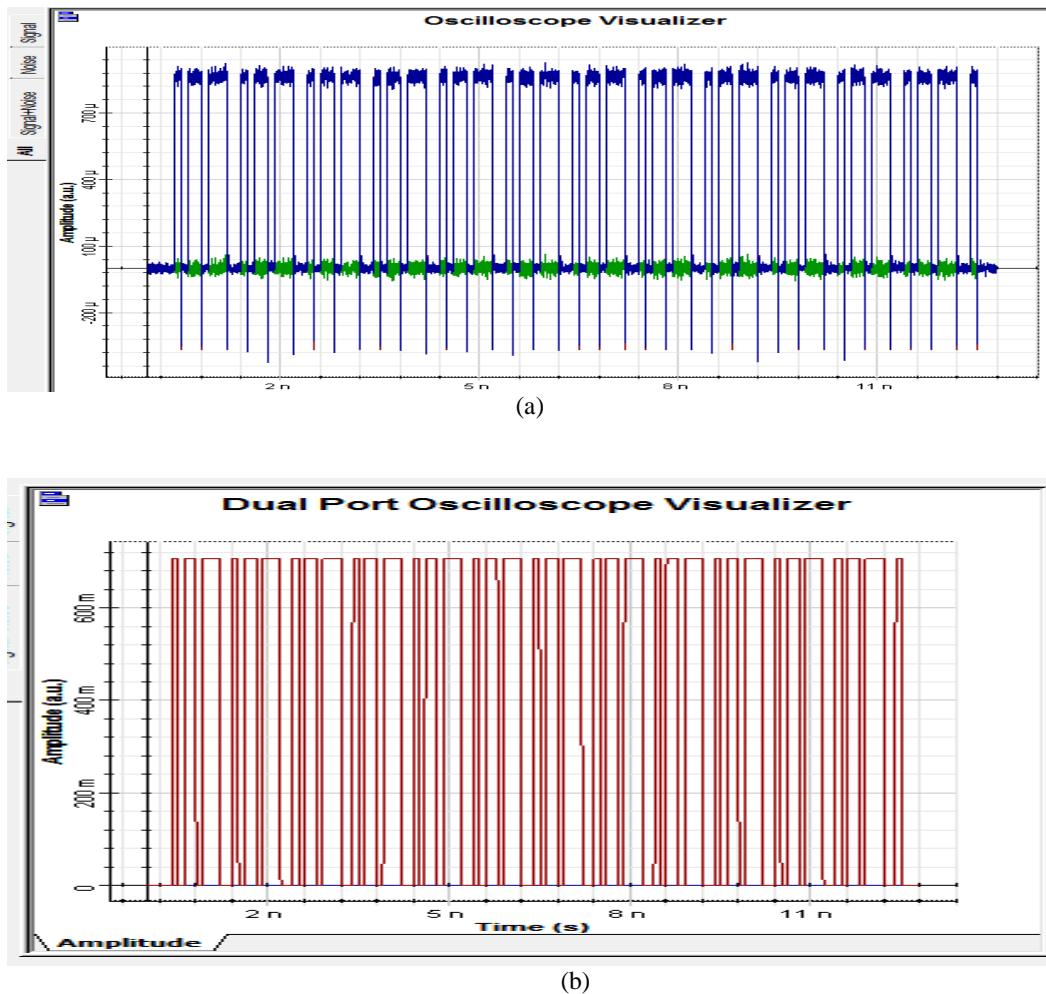 Oscilloscope Visualizer
Signal
Noise
Signal+Noise
All
Amplitude (a.u.)
700 µ
400 µ
100 µ
-200 µ
2 n 5 n 8 n 11 n
(a)
Dual Port Oscilloscope Visualizer
Amplitude (a.u.)
600 m
400 m
200 m
0
2 n 5 n 8 n 11 n
Time (s)
Amplitude
(b)